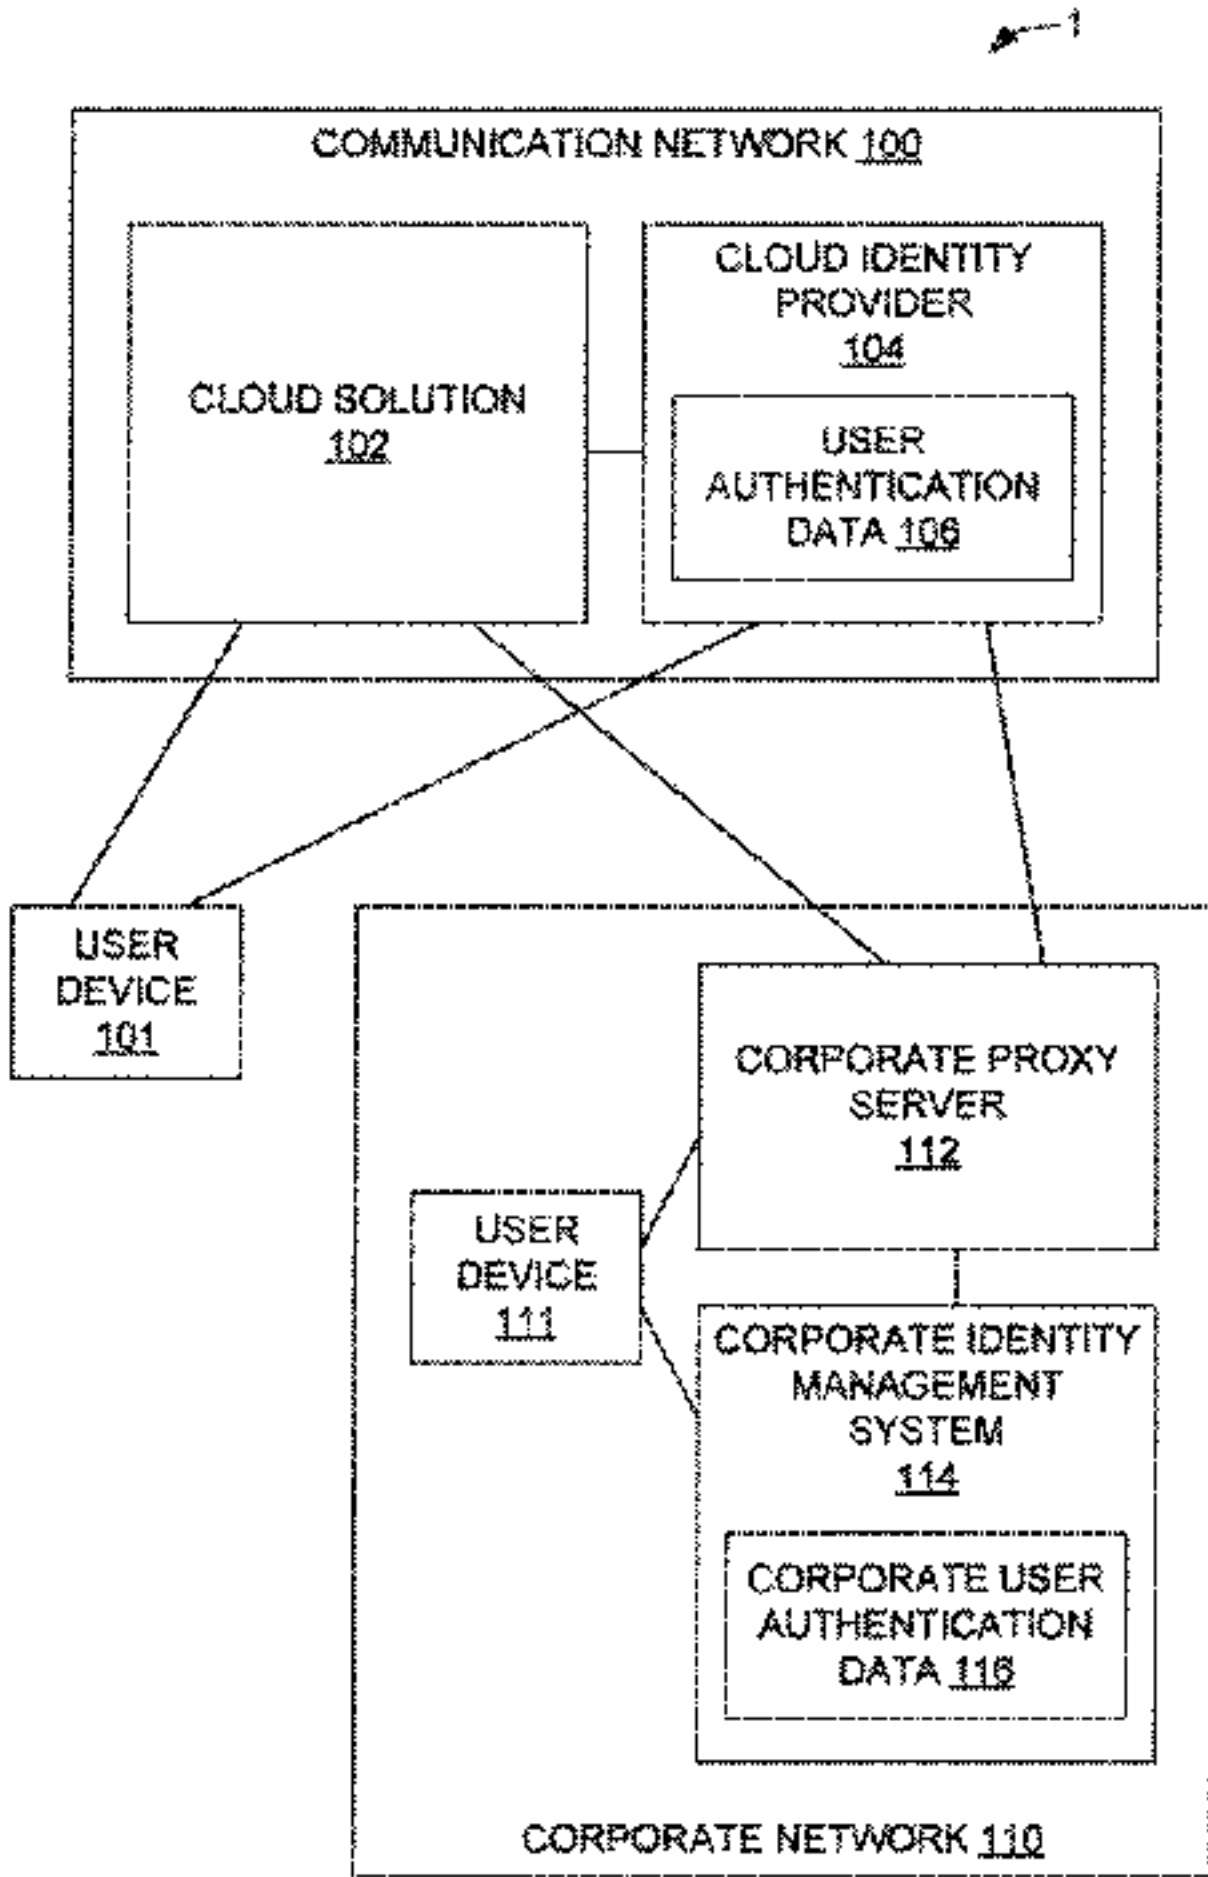 1
COMMUNICATION NETWORK 100
CLOUD SOLUTION
102
CLOUD IDENTITY
PROVIDER
104
USER
AUTHENTICATION
DATA 106
USER
DEVICE
101
CORPORATE PROXY
SERVER
112
USER
DEVICE
111
CORPORATE IDENTITY
MANAGEMENT
SYSTEM
114
CORPORATE USER
AUTHENTICATION
DATA 116
CORPORATE NETWORK 110